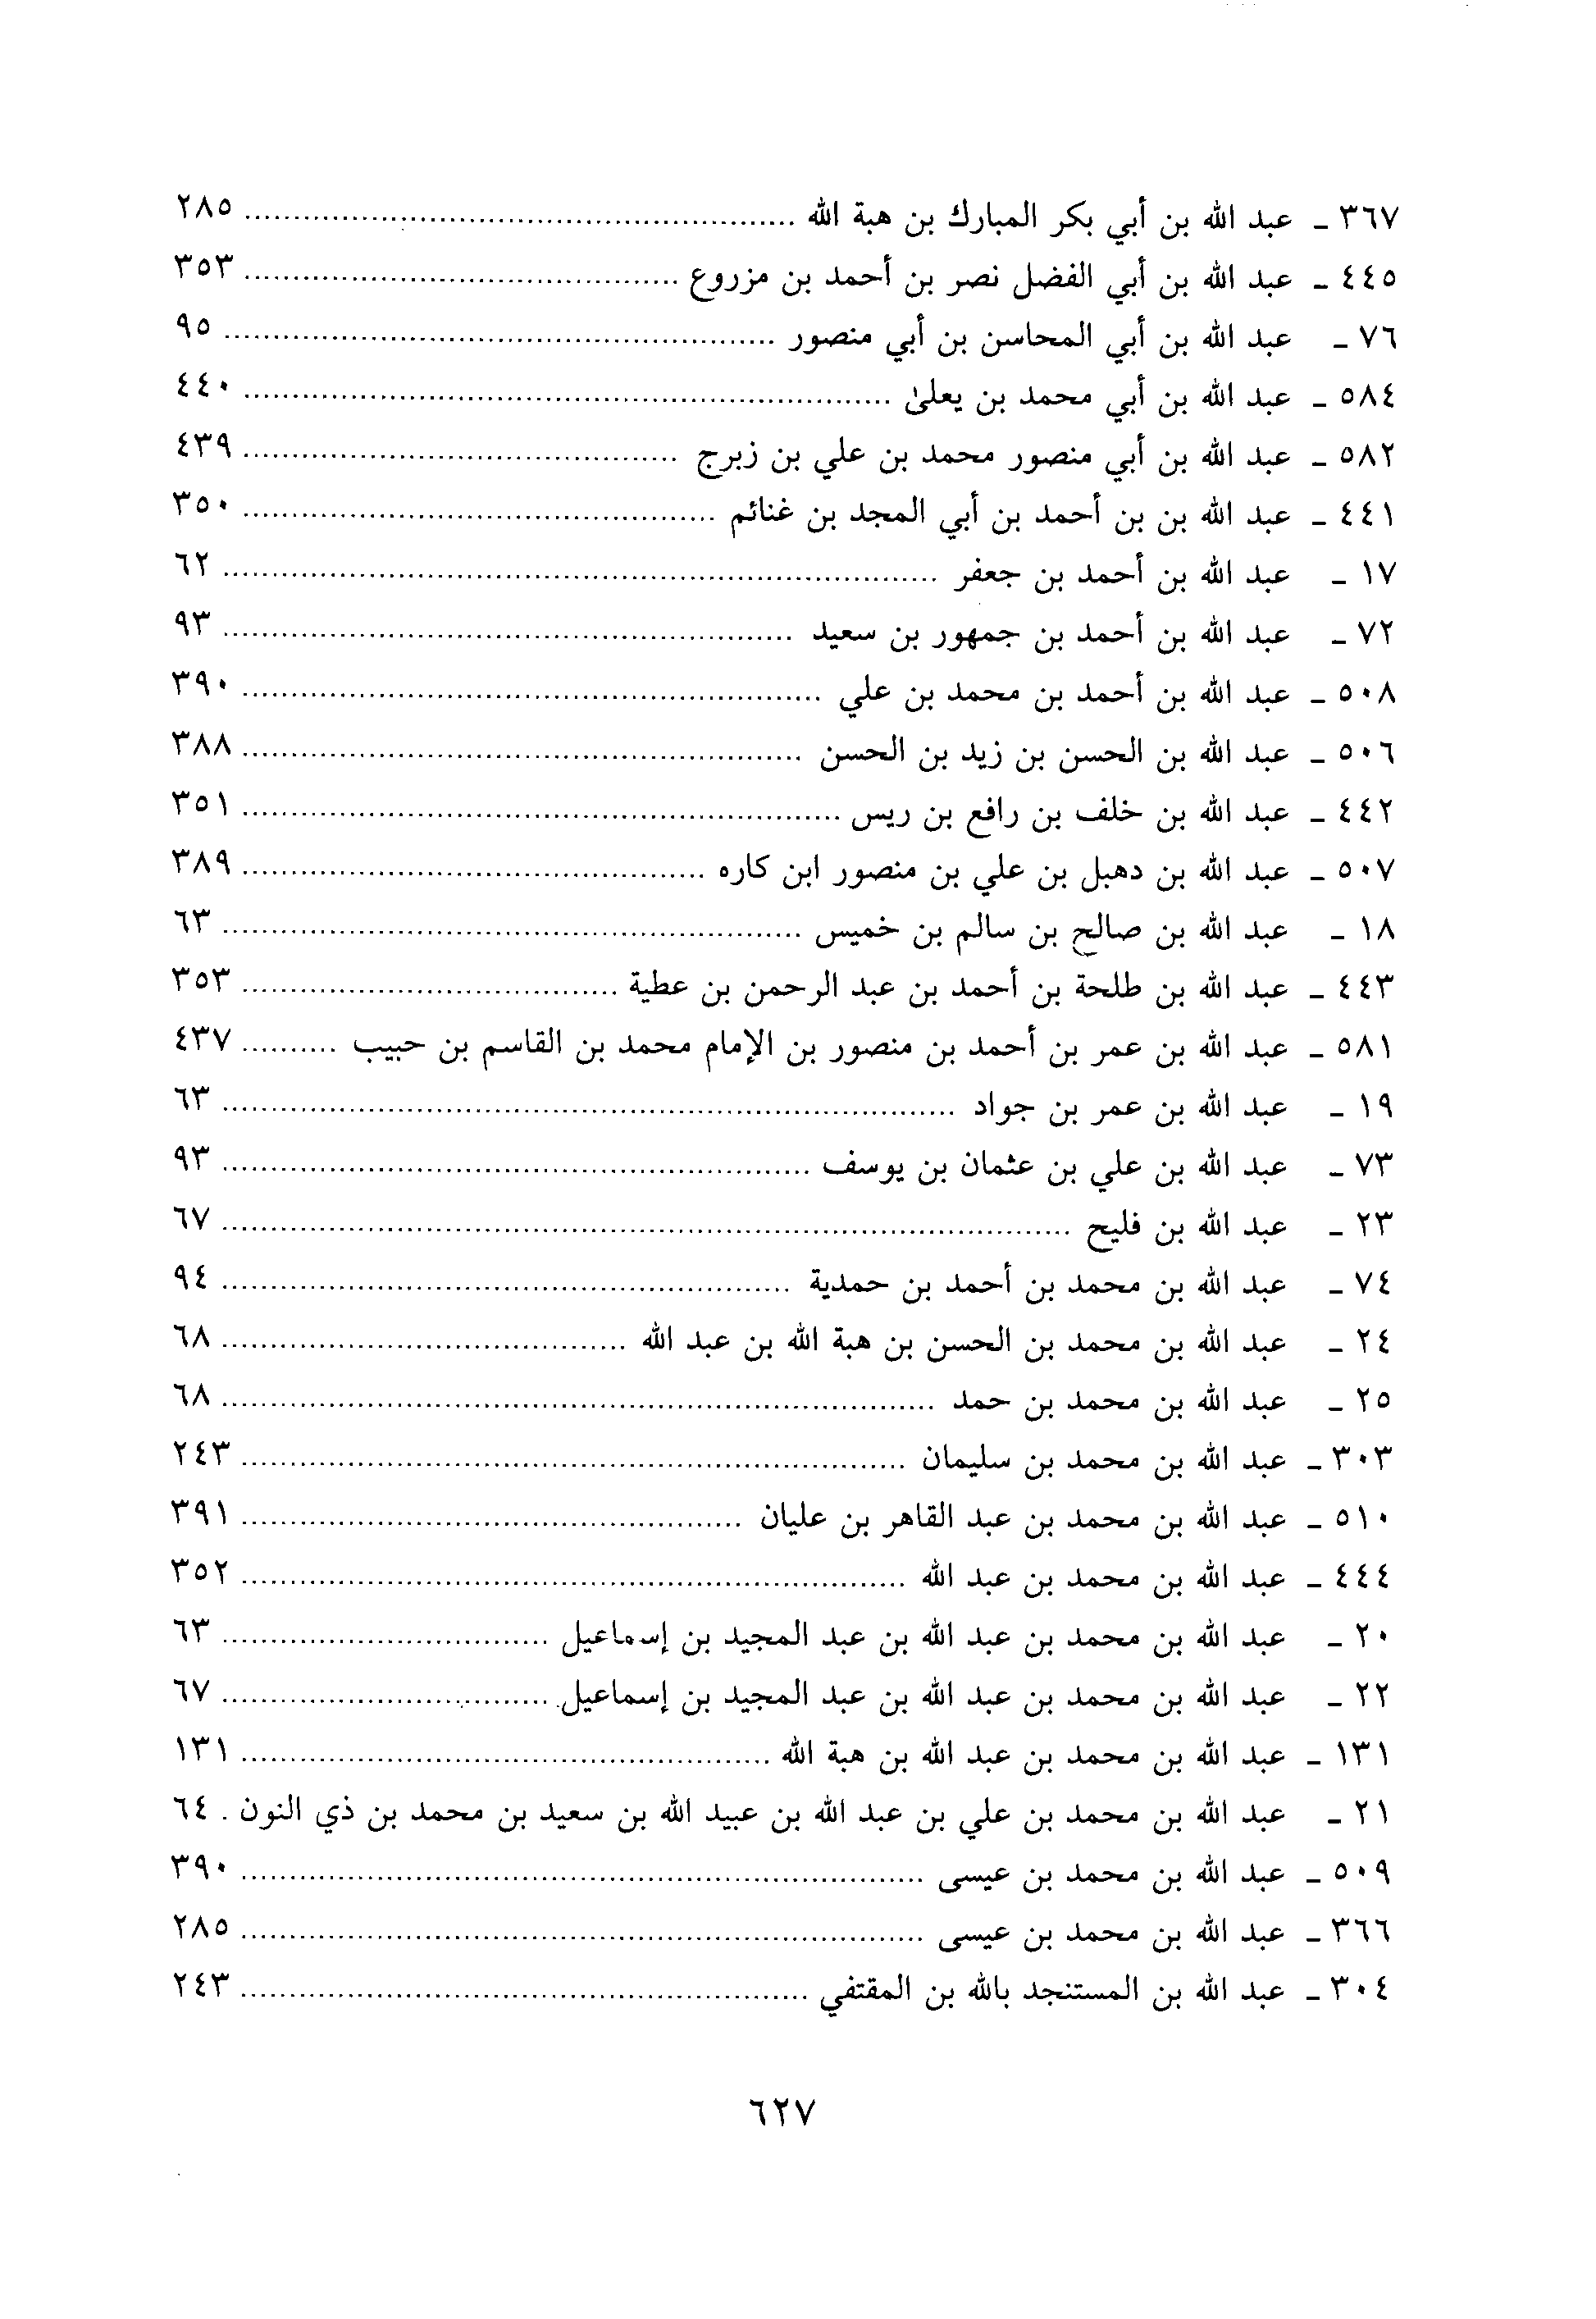 ٣٦٧ - عبد الله بن أبي بكر المبارك بن هبة الله ........ ٢٨٥
٤٤٥ - عبد الله بن أبي الفضل نصر بن أحمد بن مزروع ........ ٣٥٣
٧٦ - عبد الله بن أبي المحاسن بن أبي منصور ........ ٩٥
٥٨٤ - عبد الله بن أبي محمد بن يعلىٰ ........ ٤٤٠
٥٨٢ - عبد الله بن أبي منصور محمد بن علي بن زبرج ........ ٤٣٩
٤٤١ - عبد الله بن بن أحمد بن أبي المجد بن غنائم ........ ٣٥٠
١٧ - عبد الله بن أحمد بن جعفر ........ ٦٢
٧٢ - عبد الله بن أحمد بن جمهور بن سعيد ........ ٩٣
٥٠٨ - عبد الله بن أحمد بن محمد بن علي ........ ٣٩٠
٥٠٦ - عبد الله بن الحسن بن زيد بن الحسن ........ ٣٨٨
٤٤٢ - عبد الله بن خلف بن رافع بن ريس ........ ٣٥١
٥٠٧ - عبد الله بن دهبل بن علي بن منصور ابن كاره ........ ٣٨٩
١٨ - عبد الله بن صالح بن سالم بن خميس ........ ٦٣
٤٤٣ - عبد الله بن طلحة بن أحمد بن عبد الرحمن بن عطية ........ ٣٥٣
٥٨١ - عبد الله بن عمر بن أحمد بن منصور بن الإمام محمد بن القاسم بن حبيب ........ ٤٣٧
١٩ - عبد الله بن عمر بن جواد ........ ٦٣
٧٣ - عبد الله بن علي بن عثمان بن يوسف ........ ٩٣
٢٣ - عبد الله بن فليح ........ ٦٧
٧٤ - عبد الله بن محمد بن أحمد بن حمدية ........ ٩٤
٢٤ - عبد الله بن محمد بن الحسن بن هبة الله بن عبد الله ........ ٦٨
٢٥ - عبد الله بن محمد بن حمد ........ ٦٨
٣٠٣ - عبد الله بن محمد بن سليمان ........ ٢٤٣
٥١٠ - عبد الله بن محمد بن عبد القاهر بن عليان ........ ٣٩١
٤٤٤ - عبد الله بن محمد بن عبد الله ........ ٣٥٢
٢٠ - عبد الله بن محمد بن عبد الله بن عبد المجيد بن إسماعيل ........ ٦٣
٢٢ - عبد الله بن محمد بن عبد الله بن عبد المجيد بن إسماعيل ........ ٦٧
١٣١ - عبد الله بن محمد بن عبد الله بن هبة الله ........ ١٣١
٢١ - عبد الله بن محمد بن علي بن عبد الله بن عبيد الله بن سعيد بن محمد بن ذي النون . ٦٤
٥٠٩ - عبد الله بن محمد بن عيسى ........ ٣٩٠
٣٦٦ - عبد الله بن محمد بن عيسى ........ ٢٨٥
٣٠٤ - عبد الله بن المستنجد بالله بن المقتفي ........ ٢٤٣
٦٢٧